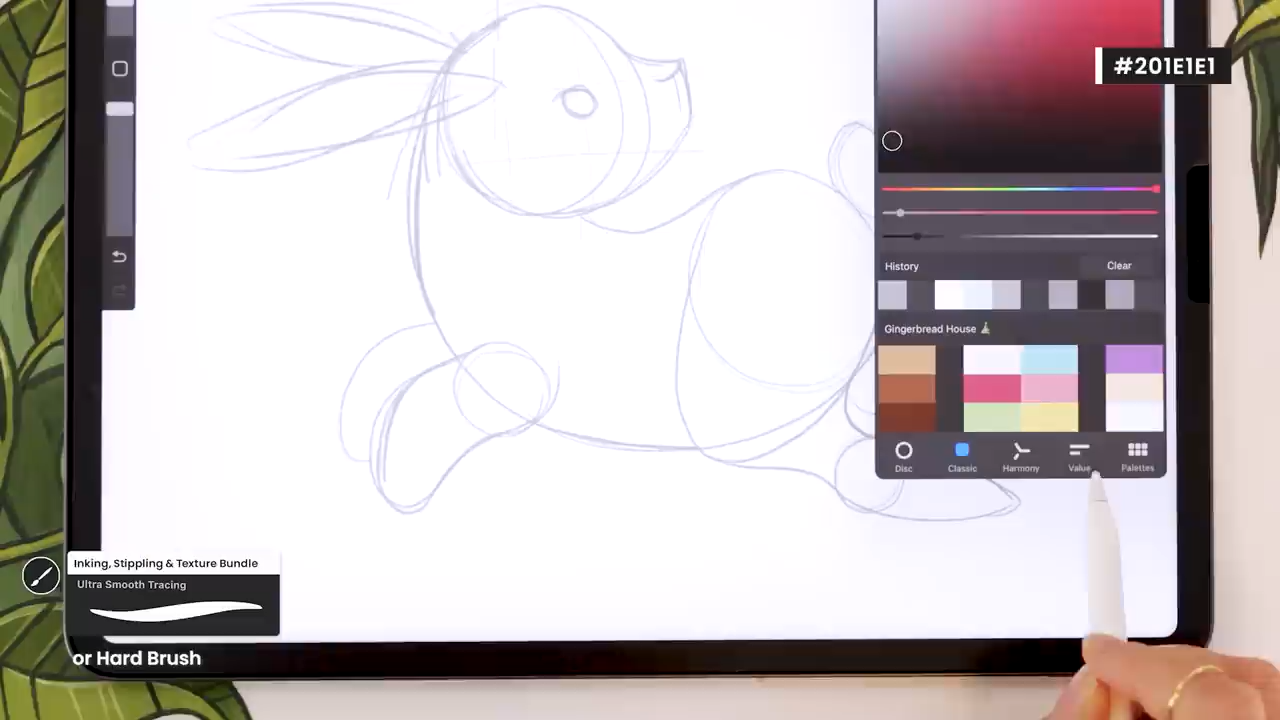 #201E1E1
History
Clear
Gingerbread House
Disc
Classic
Harmony
Value
Palettes
Inking, Stippling & Texture Bundle
Ultra Smooth Tracing
or Hard Brush